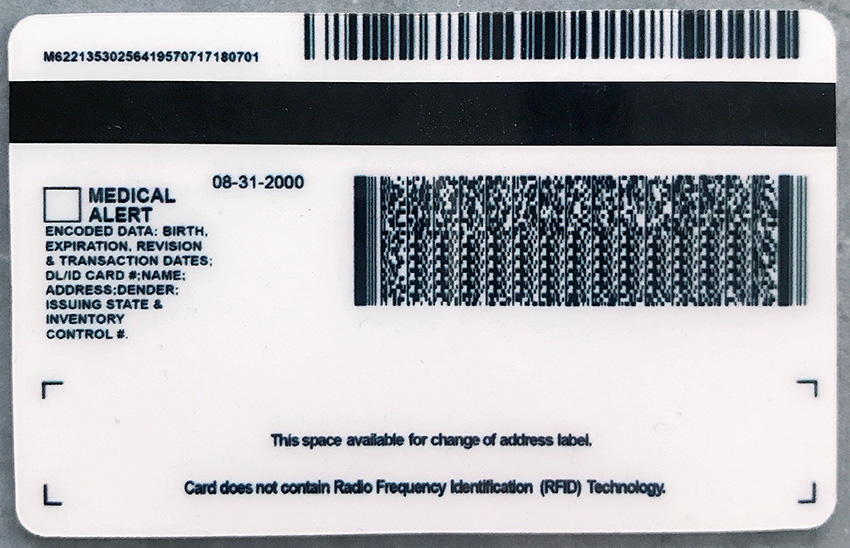 M62213530256419570717180701
08-31-2000
MEDICAL
ALERT
ENCODED DATA: BIRTH,
EXPIRATION, REVISION
& TRANSACTION DATES;
DL/ID CARD #;NAME;
ADDRESS;DENDER;
ISSUING STATE &
INVENTORY
CONTROL #.
This space available for change of address label.
Card does not contain Radio Frequency Identification (RFID) Technology.